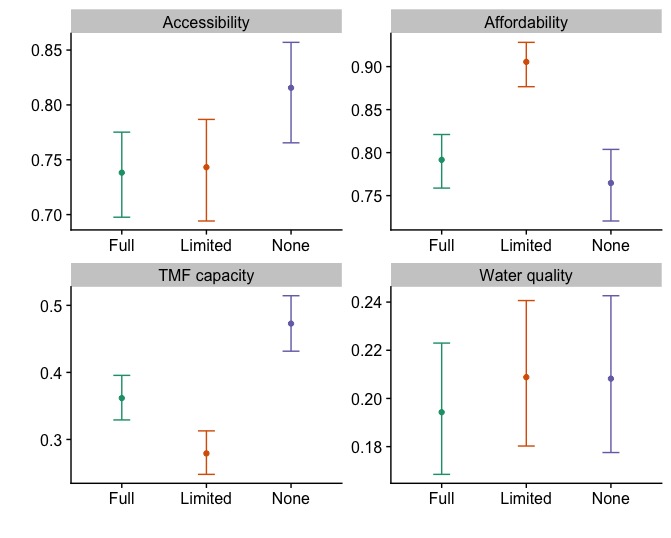 Accessibility
0.85
0.80
0.75
0.70
Full Limited None
Affordability
0.90
0.85
0.80
0.75
Full Limited None
TMF capacity
0.5
0.4
0.3
Full Limited None
Water quality
0.24
0.22
0.20
0.18
Full Limited None